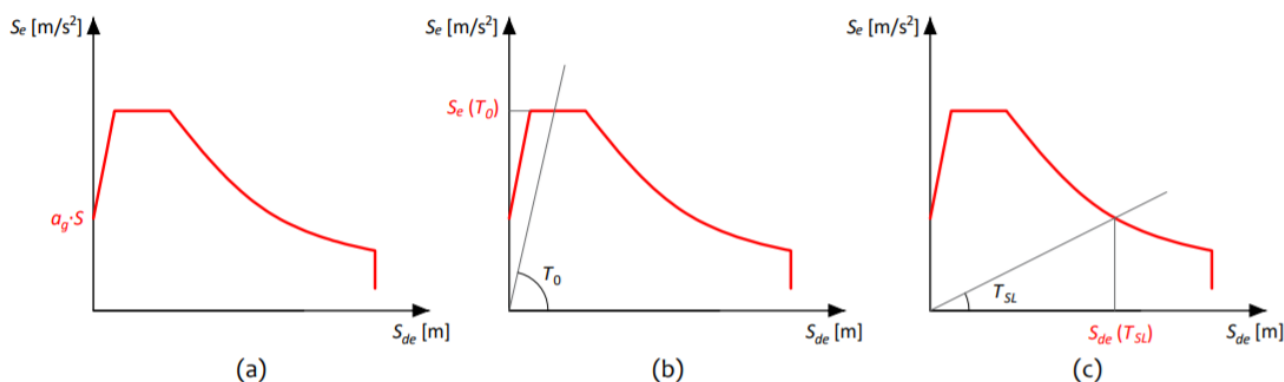 Se [m/s²]
ag·S
Sde [m]
(a)
Se [m/s²]
Se (T0)
T0
Sde [m]
(b)
Se [m/s²]
TSL
Sde (TSL)
Sde [m]
(c)